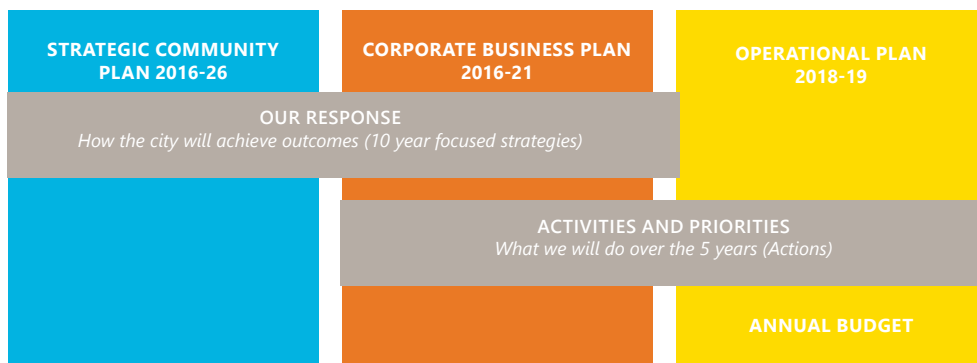 STRATEGIC COMMUNITY
PLAN 2016-26
CORPORATE BUSINESS PLAN
2016-21
OPERATIONAL PLAN
2018-19
OUR RESPONSE
How the city will achieve outcomes (10 year focused strategies)
ACTIVITIES AND PRIORITIES
What we will do over the 5 years (Actions)
ANNUAL BUDGET